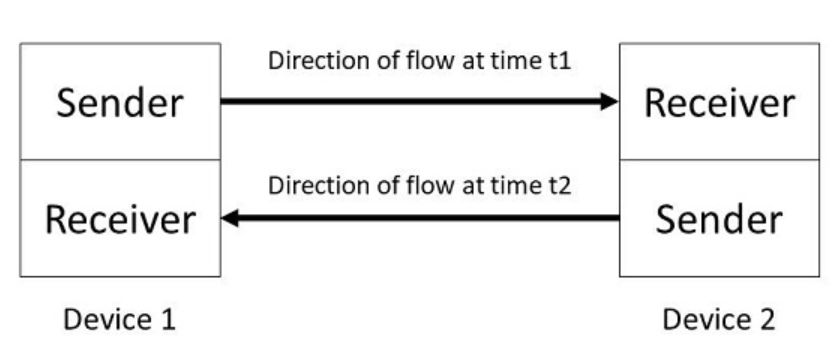 Direction of flow at time t1
Sender
Receiver
Direction of flow at time t2
Receiver
Sender
Device 1
Device 2